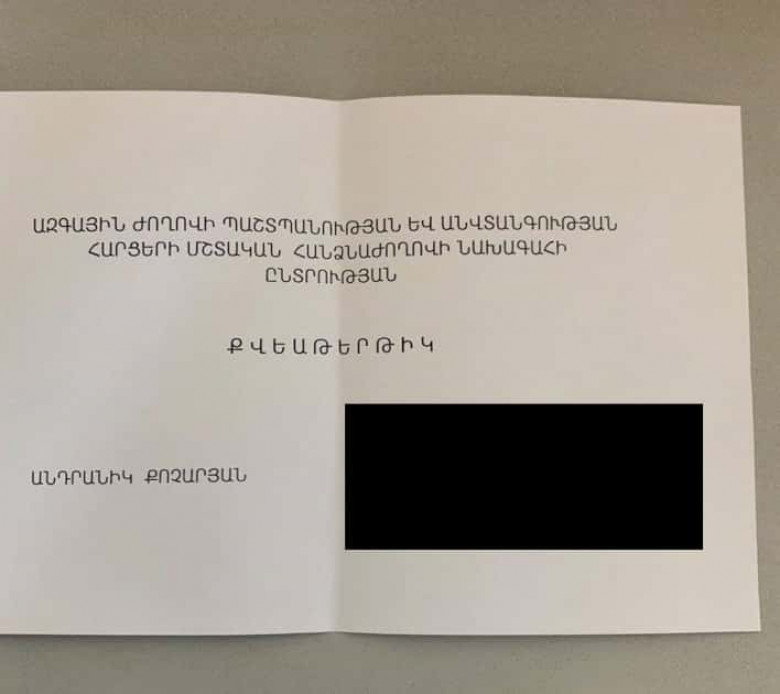 ԱԶԳԱՅԻՆ ԺՈՂՈՎԻ ՊԱՇՏՊԱՆՈՒԹՅԱՆ ԵՎ ԱՆՎՏԱՆԳՈՒԹՅԱՆ
ՀԱՐՑԵՐԻ ՄՇՏԱԿԱՆ ՀԱՆՁՆԱԺՈՂՈՎԻ ՆԱԽԱԳԱՀԻ
ԸՆՏՐՈՒԹՅԱՆ
ՔՎԵԱԹԵՐԹԻԿ
ԱՆԴՐԱՆԻԿ ՔՈՉԱՐՅԱՆ